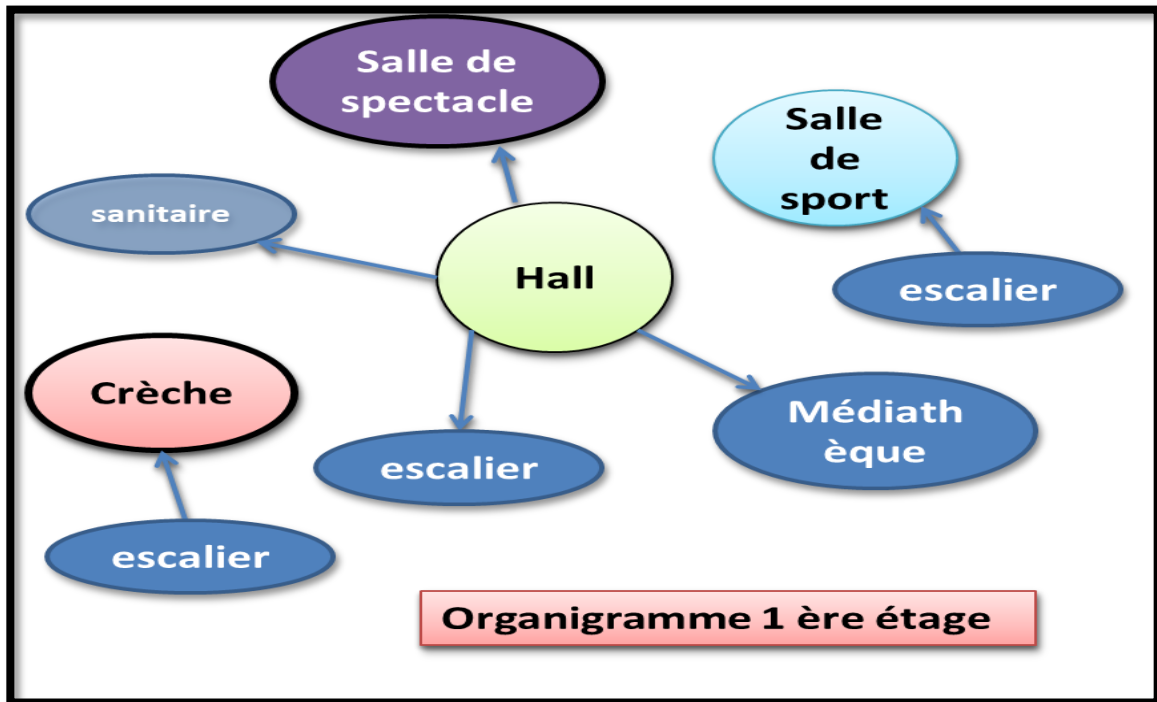 Salle de
spectacle
Salle
de
sport
sanitaire
Hall
escalier
Crèche
Médiath
èque
escalier
escalier
Organigramme 1 ère étage